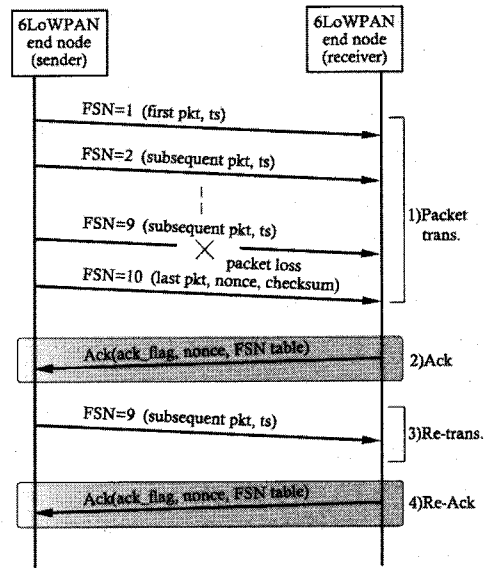 6LoWPAN
end node
(sender)
6LoWPAN
end node
(receiver)
FSN=1 (first pkt, ts)
FSN=2 (subsequent pkt, ts)
1)Packet
trans.
FSN=9 (subsequent pkt, ts)
packet loss
FSN=10 (last pkt, nonce, checksum)
Ack(ack_flag, nonce, FSN table)
2)Ack
FSN=9 (subsequent pkt, ts)
3)Re-trans.
Ack(ack_flag, nonce, FSN table)
4)Re-Ack